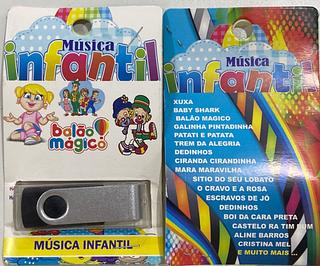 Música
infantil
balão
mágico
MÚSICA INFANTIL
Música
infantil
XUXA
BABY SHARK
BALÃO MAGICO
GALINHA PINTADINHA
PATATI E PATATA
TREM DA ALEGRIA
DEDINHOS
CIRANDA CIRANDINHA
MARA MARAVILHA
SITIO DO SEU LOBATO
O CRAVO E A ROSA
ESCRAVOS DE JÓ
DEDINHOS
BOI DA CARA PRETA
CASTELO RA TIM BUM
ALINE BARROS
CRISTINA MEL
E MUITO MAIS ...